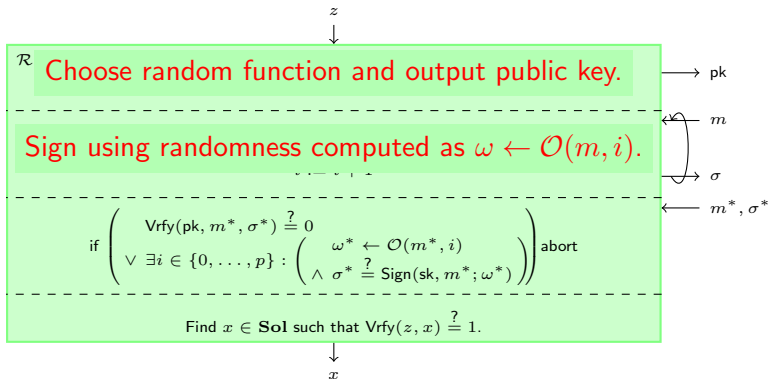 z
R Choose random function and output public key. pk
m
Sign using randomness computed as ω ← O(m, i).
σ
m*, σ*
if ( Vrfy(pk, m*, σ*) ≟ 0
∨ ∃i ∈ {0, . . . , p} : ( ω* ← O(m*, i)
∧ σ* ≟ Sign(sk, m*; ω*) ) ) abort
Find x ∈ Sol such that Vrfy(z, x) ≟ 1.
x